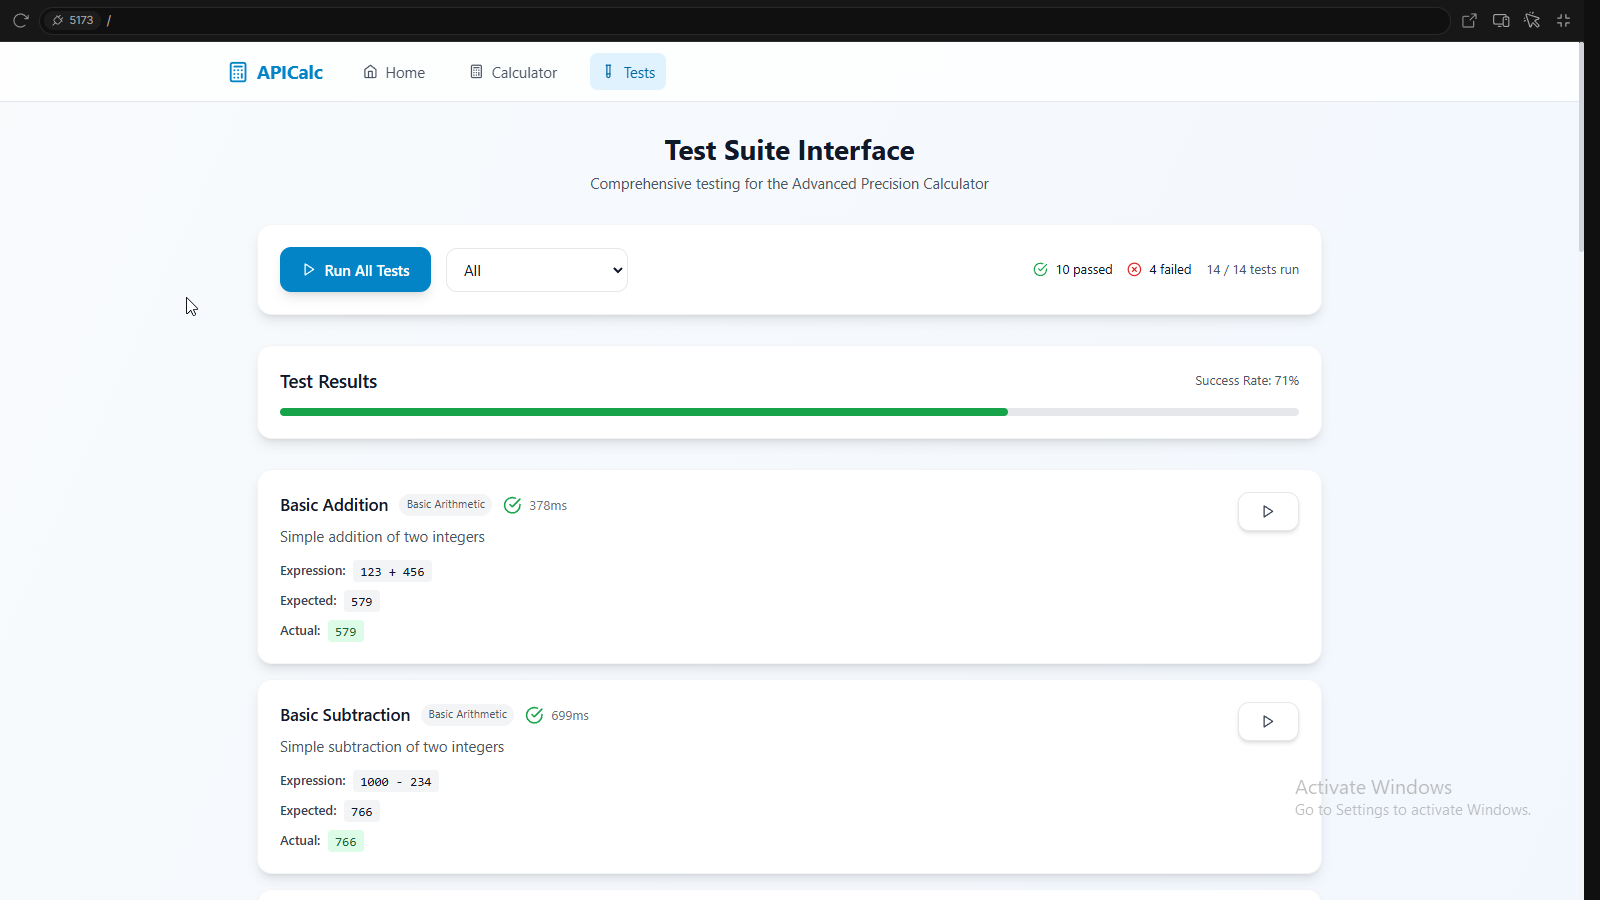 5173 /
APICalc Home Calculator Tests
Test Suite Interface
Comprehensive testing for the Advanced Precision Calculator
Run All Tests All 10 passed 4 failed 14 / 14 tests run
Test Results Success Rate: 71%
Basic Addition Basic Arithmetic 378ms
Simple addition of two integers
Expression: 123 + 456
Expected: 579
Actual: 579
Basic Subtraction Basic Arithmetic 699ms
Simple subtraction of two integers
Expression: 1000 - 234
Expected: 766
Actual: 766
Activate Windows
Go to Settings to activate Windows.